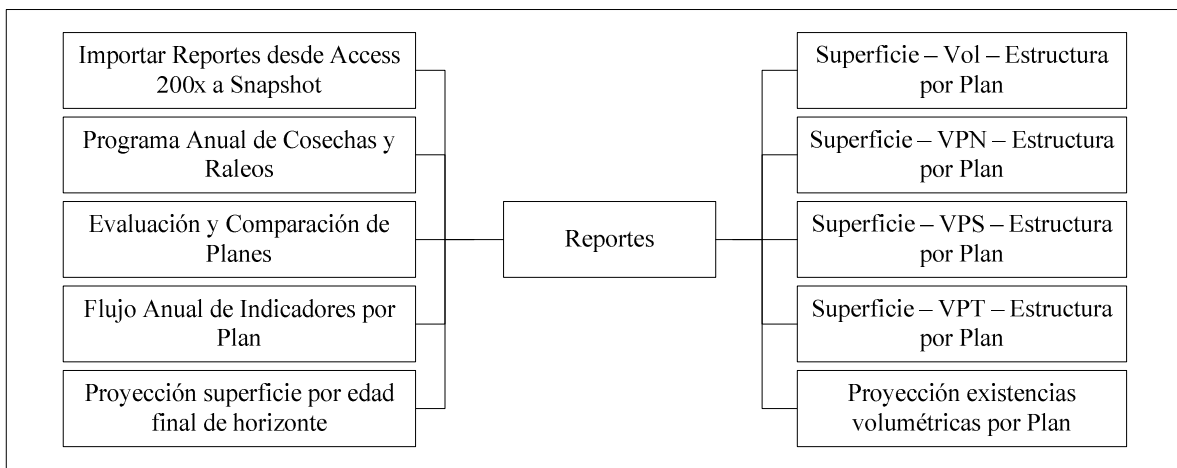 Importar Reportes desde Access
200x a Snapshot
Programa Anual de Cosechas y
Raleos
Evaluación y Comparación de
Planes
Flujo Anual de Indicadores por
Plan
Proyección superficie por edad
final de horizonte
Reportes
Superficie – Vol – Estructura
por Plan
Superficie – VPN – Estructura
por Plan
Superficie – VPS – Estructura
por Plan
Superficie – VPT – Estructura
por Plan
Proyección existencias
volumétricas por Plan